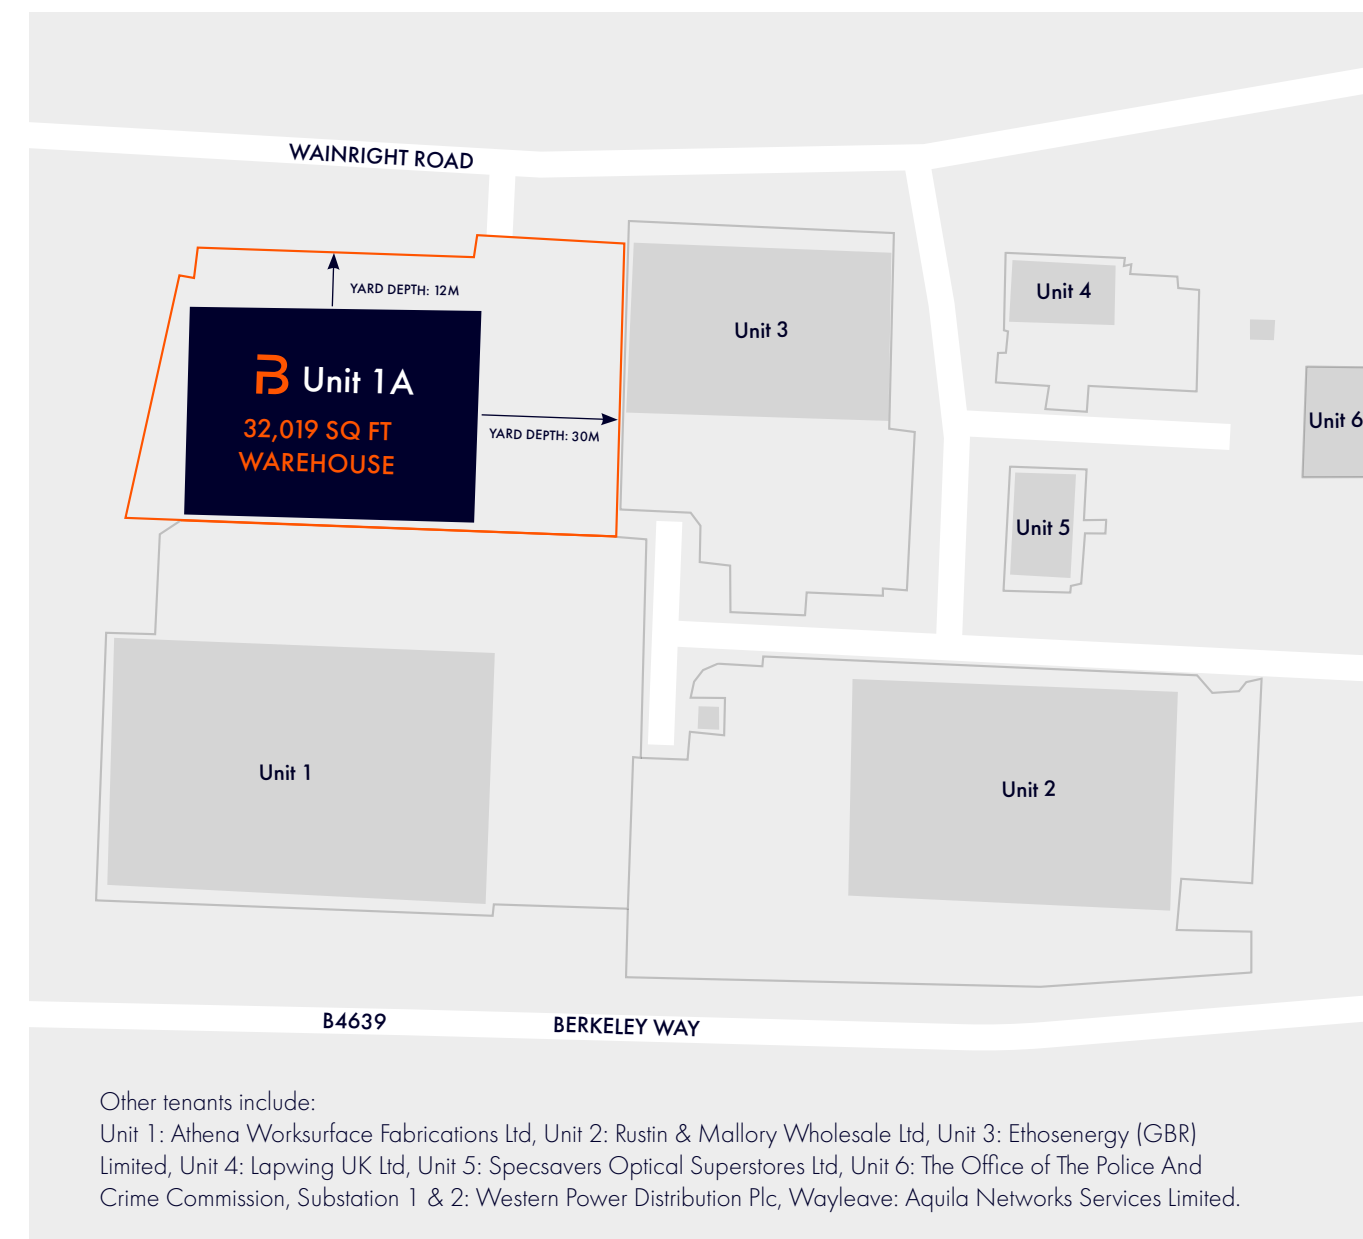 WAINRIGHT ROAD
YARD DEPTH: 12M
Unit 4
Unit 3
B Unit 1A
Unit 6
32,019 SQ FT
YARD DEPTH: 30M
WAREHOUSE
Unit 5
Unit 1
Unit 2
B4639
BERKELEY WAY
Other tenants include:
Unit 1: Athena Worksurface Fabrications Ltd, Unit 2: Rustin & Mallory Wholesale Ltd, Unit 3: Ethosenergy (GBR)
Limited, Unit 4: Lapwing UK Ltd, Unit 5: Specsavers Optical Superstores Ltd, Unit 6: The Office of The Police And
Crime Commission, Substation 1 & 2: Western Power Distribution Plc, Wayleave: Aquila Networks Services Limited.